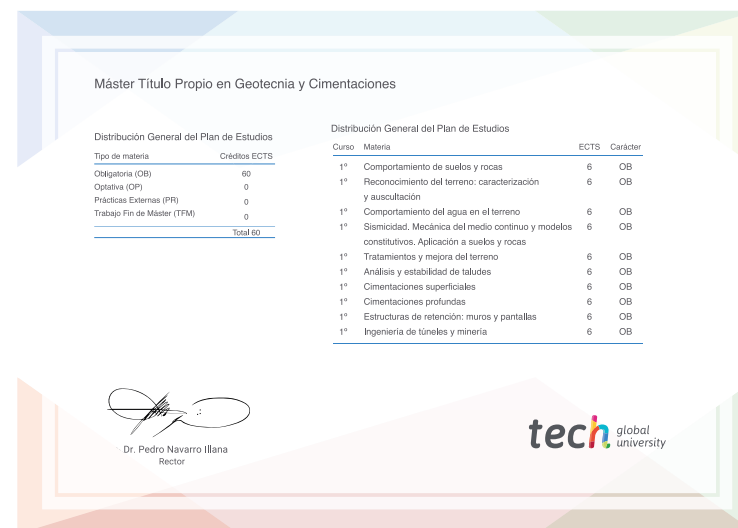 Máster Título Propio en Geotecnia y Cimentaciones
Distribución General del Plan de Estudios
Tipo de materia Créditos ECTS
Obligatoria (OB) 60
Optativa (OP) 0
Prácticas Externas (PR) 0
Trabajo Fin de Máster (TFM) 0
Total 60
Distribución General del Plan de Estudios
Curso Materia ECTS Carácter
1º Comportamiento de suelos y rocas 6 OB
1º Reconocimiento del terreno: caracterización 6 OB
y auscultación
1º Comportamiento del agua en el terreno 6 OB
1º Sismicidad. Mecánica del medio continuo y modelos 6 OB
constitutivos. Aplicación a suelos y rocas
1º Tratamientos y mejora del terreno 6 OB
1º Análisis y estabilidad de taludes 6 OB
1º Cimentaciones superficiales 6 OB
1º Cimentaciones profundas 6 OB
1º Estructuras de retención: muros y pantallas 6 OB
1º Ingeniería de túneles y minería 6 OB
Dr. Pedro Navarro Illana
Rector
tech global
university